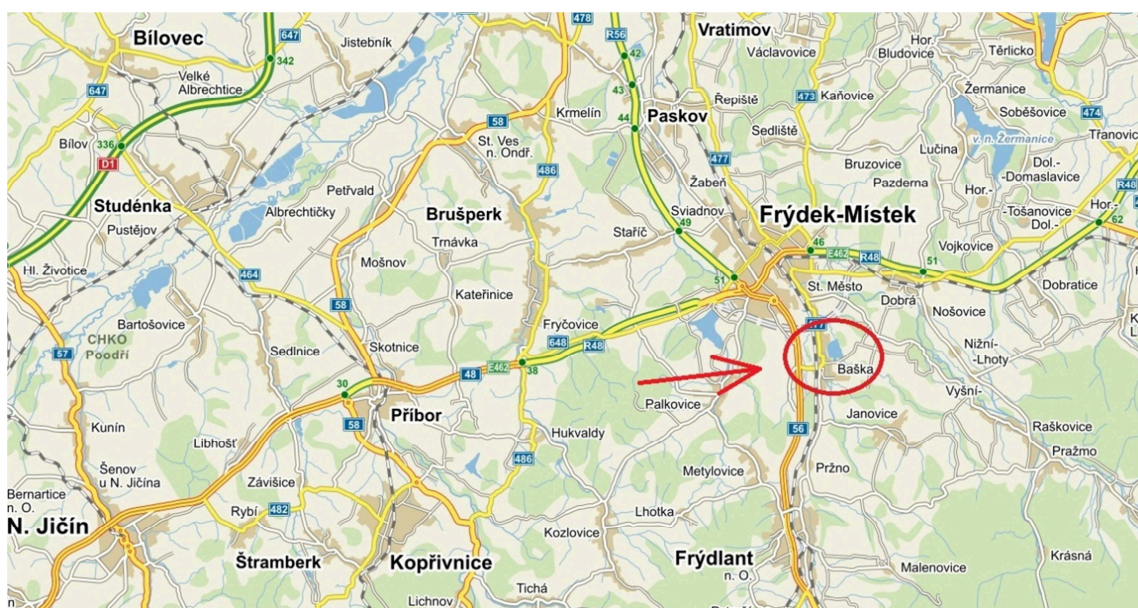 647
Bílovec
Jistebník
478
R56
Vratimov
Václavovice
Hor.
Bludovice
Těrlicko
342
42
Velké
Albrechtice
647
43
Řepiště
473
Kaňovice
Žermanice
Krmelín
58
Paskov
44
Soběšovice
474
Bílov
336
D1
St. Ves
n. Ondř.
486
Sedliště
477
Lučina
v. n. Žermanice
Třanovice
Bruzovice
Pazderna
Dol.-
-Domaslavice
R48
Petřvald
Žabeň
Hor.-
Studénka
Albrechtičky
Brušperk
Sviadnov
Frýdek-Místek
-Tošanovice
Hor.-
Dol.-
62
Pustějov
Staříč
49
Trnávka
46
E462
R48
Vojkovice
51
Hl. Životice
464
Mošnov
51
St. Město
Dobratice
Kateřinice
Dobrá
Nošovice
58
Bartošovice
CHKO
Poodří
Fryčovice
648
R48
477
57
Sedlnice
Skotnice
Nižní-
-Lhoty
48
E462
38
Baška
30
Vyšní-
Palkovice
Příbor
Janovice
58
56
Kunín
Libhošť
Hukvaldy
Raškovice
Pražmo
486
Šenov
u N. Jičína
Metylovice
Pržno
Bernartice
n. O.
Závišice
482
Rybí
Lhotka
N. Jičín
Kozlovice
Štramberk
Kopřivnice
Frýdlant
n. O.
Krásná
Malenovice
Tichá
Lichnov